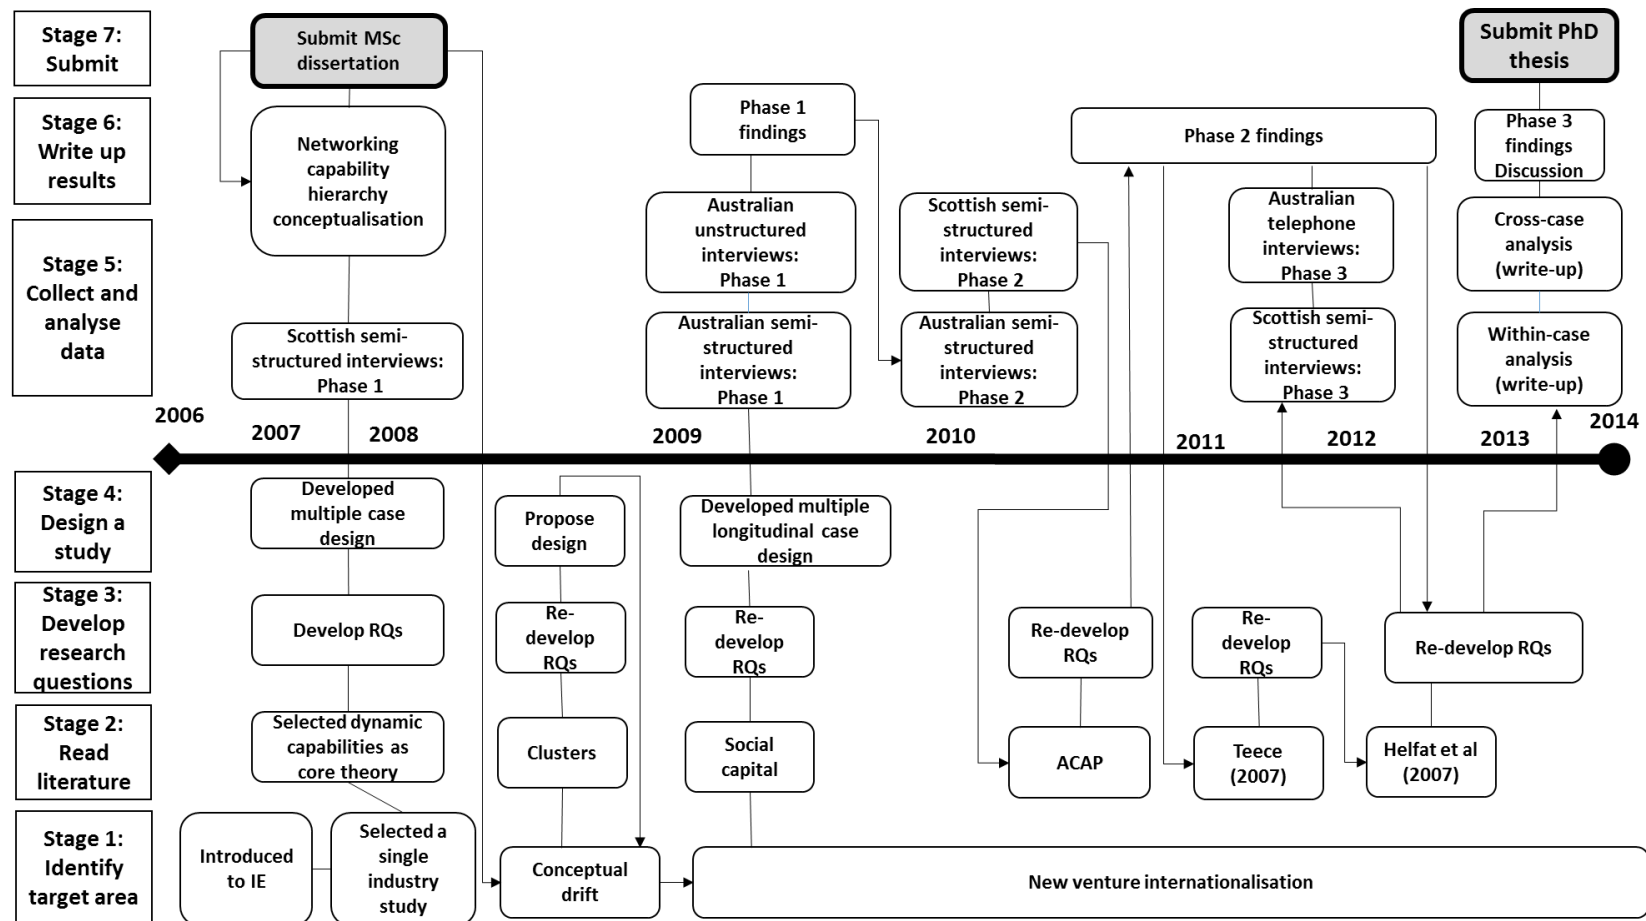 Stage 7:
Submit
Submit MSc
dissertation
Submit PhD
thesis
Stage 6:
Write up
results
Networking
capability
hierarchy
conceptualisation
Phase 1
findings
Phase 2 findings
Phase 3
findings
Discussion
Stage 5:
Collect and
analyse
data
Australian
unstructured
interviews:
Phase 1
Scottish semi-
structured
interviews:
Phase 2
Australian
telephone
interviews:
Phase 3
Cross-case
analysis
(write-up)
Scottish semi-
structured interviews:
Phase 1
Australian semi-
structured
interviews:
Phase 1
Australian semi-
structured
interviews:
Phase 2
Scottish semi-
structured
interviews:
Phase 3
Within-case
analysis
(write-up)
2006
2007
2008
2009
2010
2011
2012
2013
2014
Stage 4:
Design a
study
Developed
multiple case
design
Propose
design
Developed multiple
longitudinal case
design
Stage 3:
Develop
research
questions
Develop RQs
Re-
develop
RQs
Re-
develop
RQs
Re-develop
RQs
Re-
develop
RQs
Re-develop RQs
Stage 2:
Read
literature
Selected dynamic
capabilities as
core theory
Clusters
Social
capital
ACAP
Teece
(2007)
Helfat et al
(2007)
Stage 1:
Identify
target area
Introduced
to IE
Selected a
single
industry
study
Conceptual
drift
New venture internationalisation